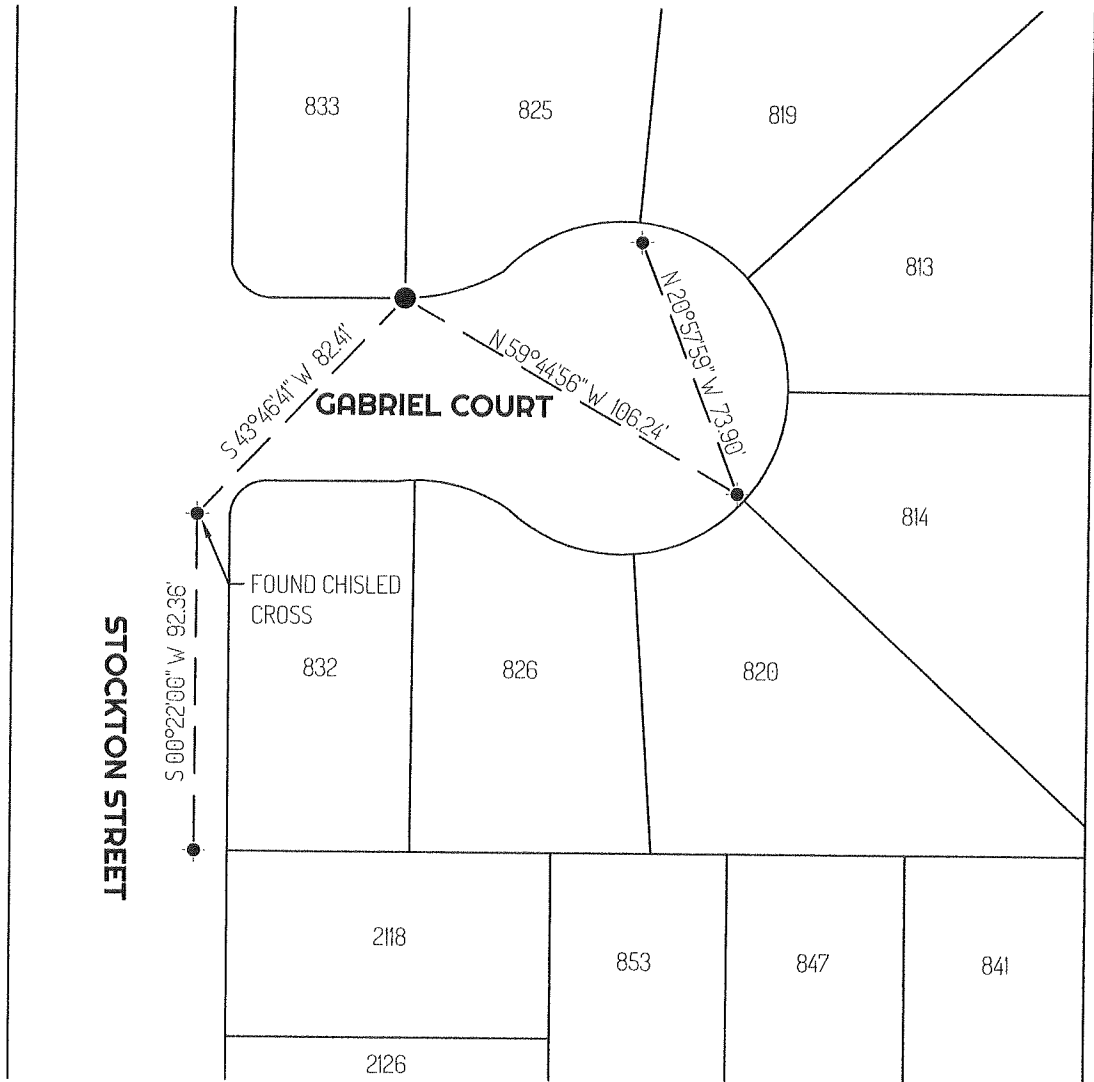 833
825
819
813
N 20°57'59" W 73.90'
N 59°44'56" W 106.24'
S 43°46'41" W 82.41'
GABRIEL COURT
814
FOUND CHISLED
CROSS
S 00°22'00" W 92.36'
STOCKTON STREET
832
826
820
2118
853
847
841
2126